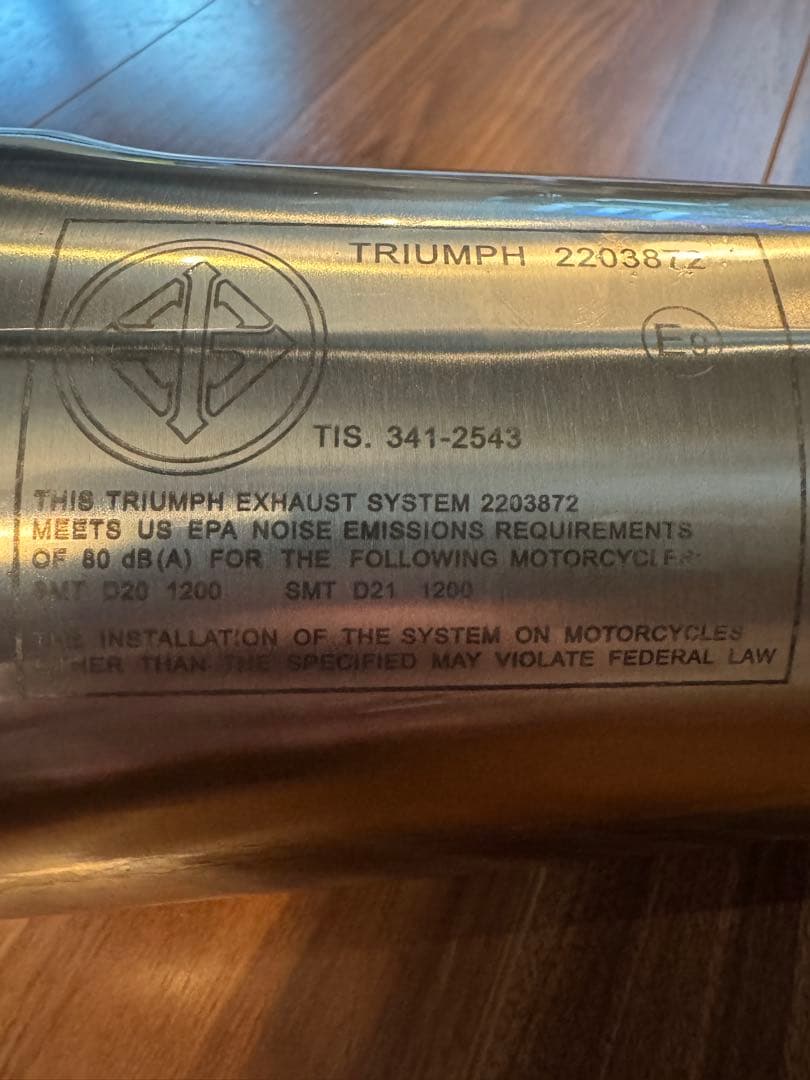 TRIUMPH 2203872
E9
TIS. 341-2543
THIS TRIUMPH EXHAUST SYSTEM 2203872
MEETS US EPA NOISE EMISSIONS REQUIREMENTS
OF 80 dB(A) FOR THE FOLLOWING MOTORCYCLES:
SMT D20 1200 SMT D21 1200
THE INSTALLATION OF THE SYSTEM ON MOTORCYCLES
OTHER THAN THE SPECIFIED MAY VIOLATE FEDERAL LAW